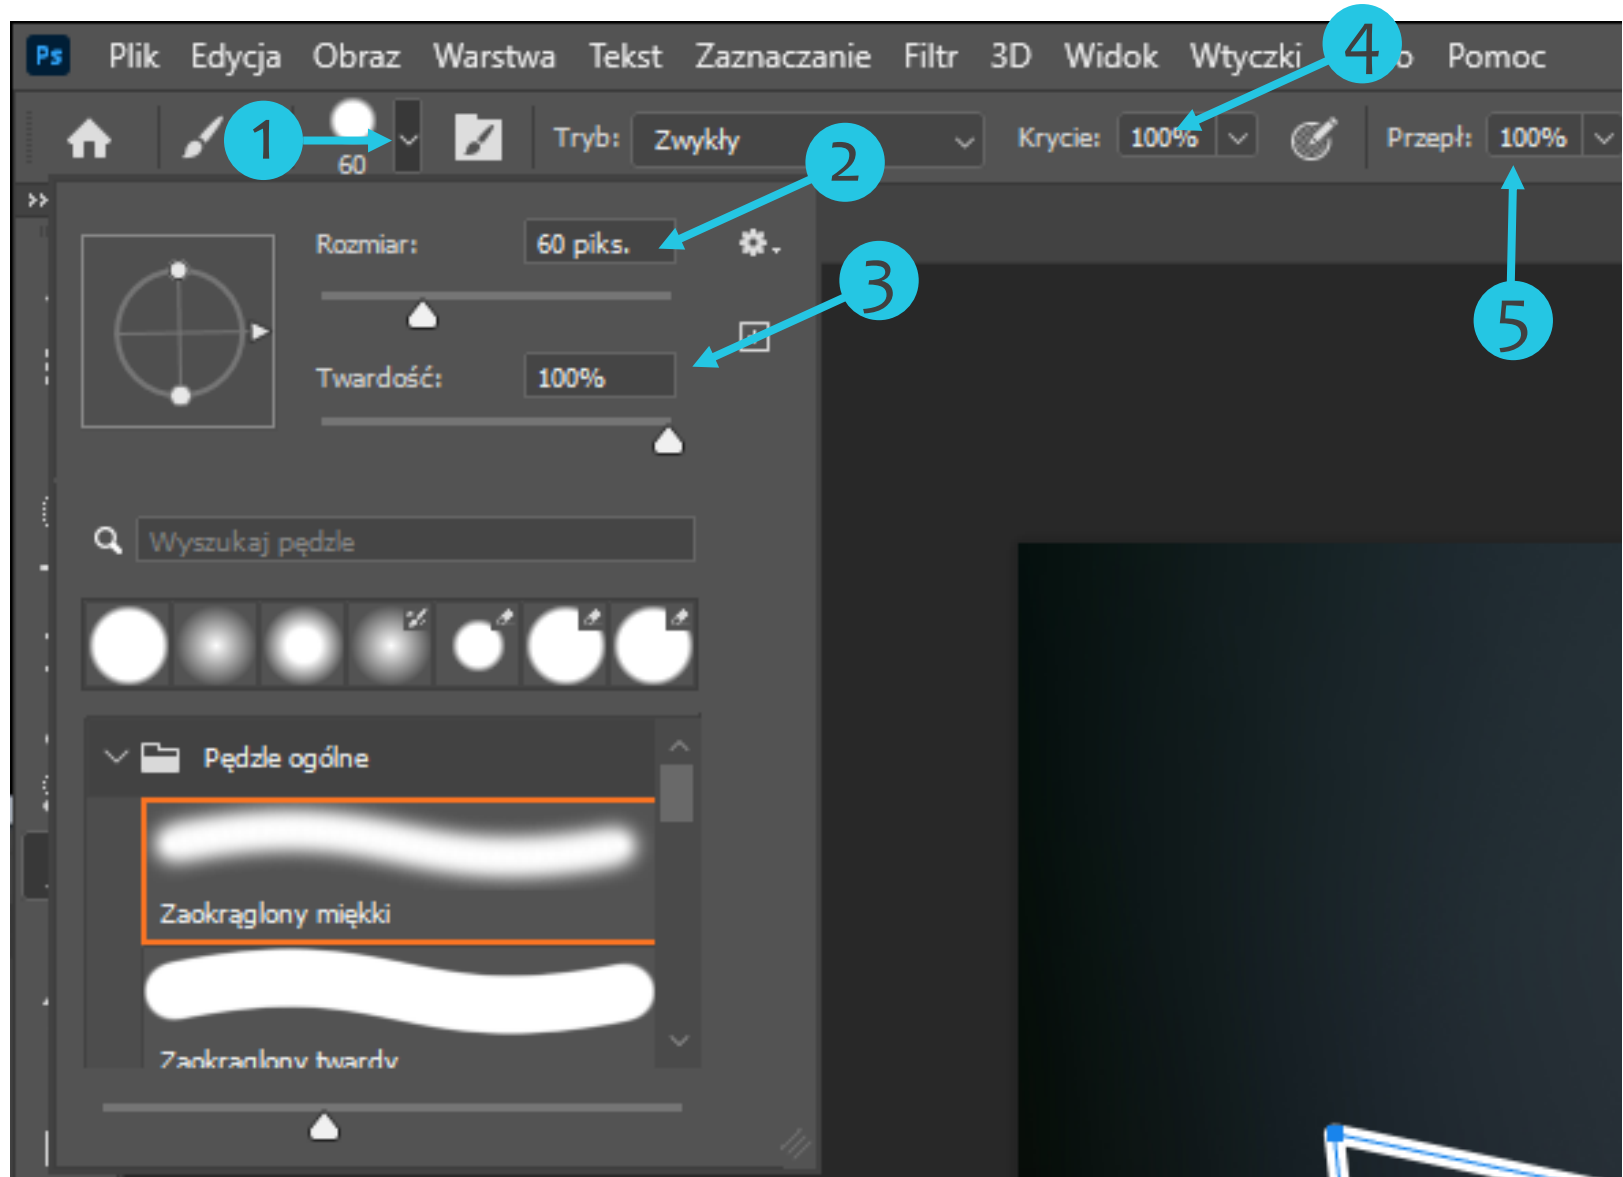 Ps Plik Edycja Obraz Warstwa Tekst Zaznaczanie Filtr 3D Widok Wtyczki Pomoc
4
1
60
Tryb: Zwykły
Krycie: 100%
Przepł: 100%
2
Rozmiar: 60 piks.
3
5
Twardość: 100%
Wyszukaj pędzle
Pędzle ogólne
Zaokrąglony miękki
Zaokrąglony twardy